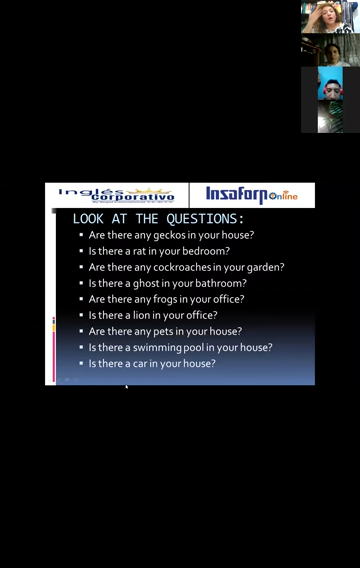 Inglés
Corporativo
Insaforp Online
LOOK AT THE QUESTIONS:
Are there any geckos in your house?
Is there a rat in your bedroom?
Are there any cockroaches in your garden?
Is there a ghost in your bathroom?
Are there any frogs in your office?
Is there a lion in your office?
Are there any pets in your house?
Is there a swimming pool in your house?
Is there a car in your house?